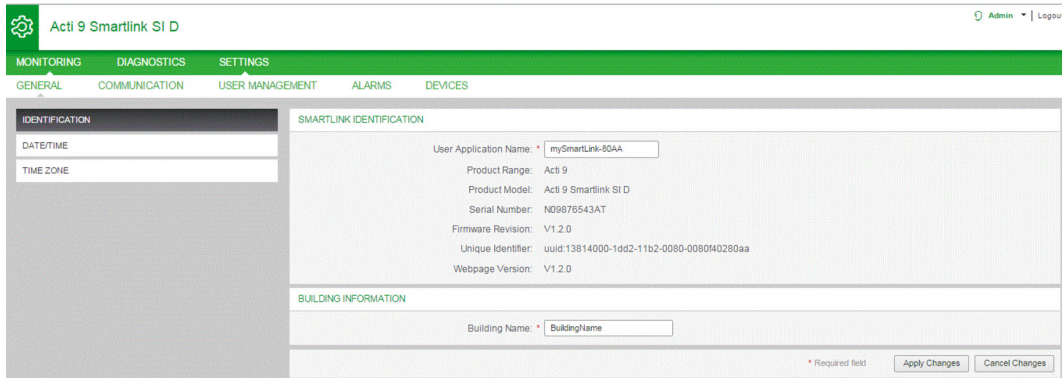 Acti 9 Smartlink SI D
Admin | Logout
MONITORING DIAGNOSTICS SETTINGS
GENERAL COMMUNICATION USER MANAGEMENT ALARMS DEVICES
IDENTIFICATION
DATE/TIME
TIME ZONE
SMARTLINK IDENTIFICATION
User Application Name: * mySmartLink-80AA
Product Range: Acti 9
Product Model: Acti 9 Smartlink SI D
Serial Number: N09876543AT
Firmware Revision: V1.2.0
Unique Identifier: uuid:13814000-1dd2-11b2-0080-0080f40280aa
Webpage Version: V1.2.0
BUILDING INFORMATION
Building Name: * BuildingName
* Required field Apply Changes Cancel Changes